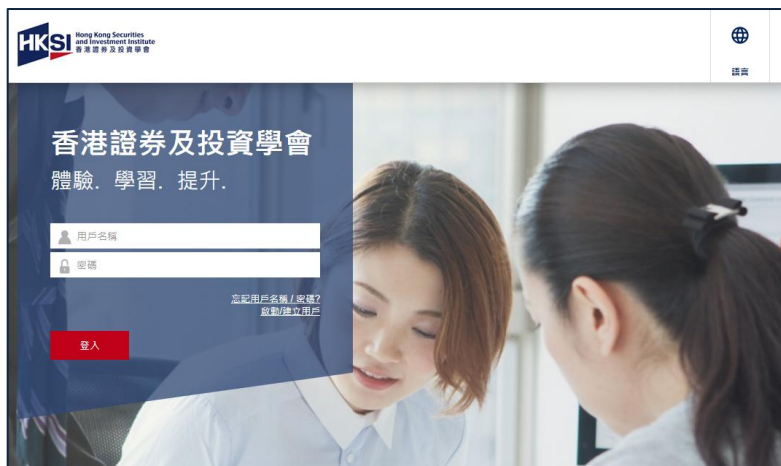 HKSI
Hong Kong Securities
and Investment Institute
香港證券及投資學會
語言
香港證券及投資學會
體驗. 學習. 提升.
用戶名稱
密碼
忘記用戶名稱 / 密碼?
啟動/建立用戶
登入